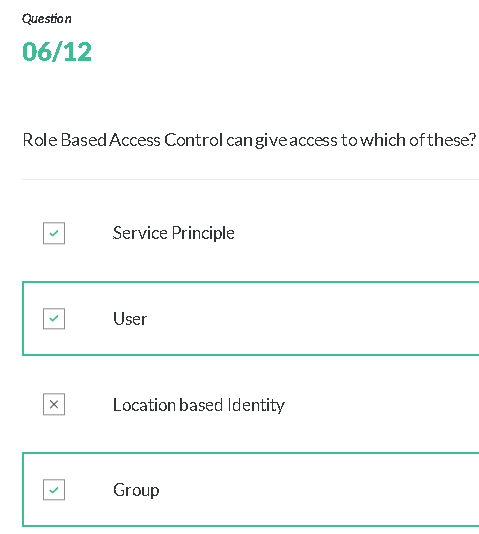 Question
06/12
Role Based Access Control can give access to which of these?
Service Principle
User
Location based Identity
Group